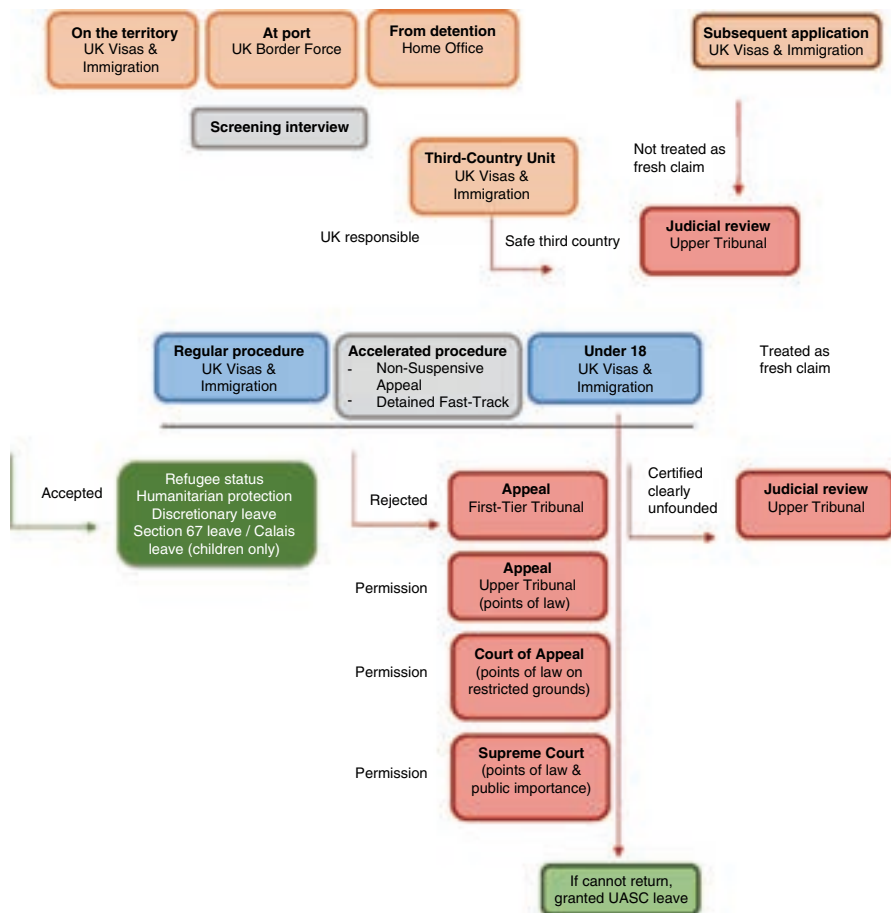 On the territory
UK Visas &
Immigration
At port
UK Border Force
From detention
Home Office
Subsequent application
UK Visas & Immigration
Screening interview
Third-Country Unit
UK Visas &
Immigration
Not treated as
fresh claim
UK responsible
Safe third country
Judicial review
Upper Tribunal
Regular procedure
UK Visas &
Immigration
Accelerated procedure
- Non-Suspensive
Appeal
- Detained Fast-Track
Under 18
UK Visas &
Immigration
Treated as
fresh claim
Accepted
Refugee status
Humanitarian protection
Discretionary leave
Section 67 leave / Calais
leave (children only)
Rejected
Appeal
First-Tier Tribunal
Certified
clearly
unfounded
Judicial review
Upper Tribunal
Permission
Appeal
Upper Tribunal
(points of law)
Permission
Court of Appeal
(points of law on
restricted grounds)
Permission
Supreme Court
(points of law &
public importance)
If cannot return,
granted UASC leave